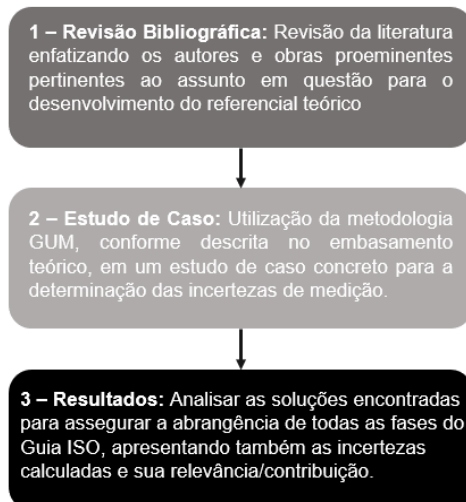 1 – Revisão Bibliográfica: Revisão da literatura
enfatizando os autores e obras proeminentes
pertinentes ao assunto em questão para o
desenvolvimento do referencial teórico
2 – Estudo de Caso: Utilização da metodologia
GUM, conforme descrita no embasamento
teórico, em um estudo de caso concreto para a
determinação das incertezas de medição.
3 – Resultados: Analisar as soluções encontradas
para assegurar a abrangência de todas as fases do
Guia ISO, apresentando também as incertezas
calculadas e sua relevância/contribuição.